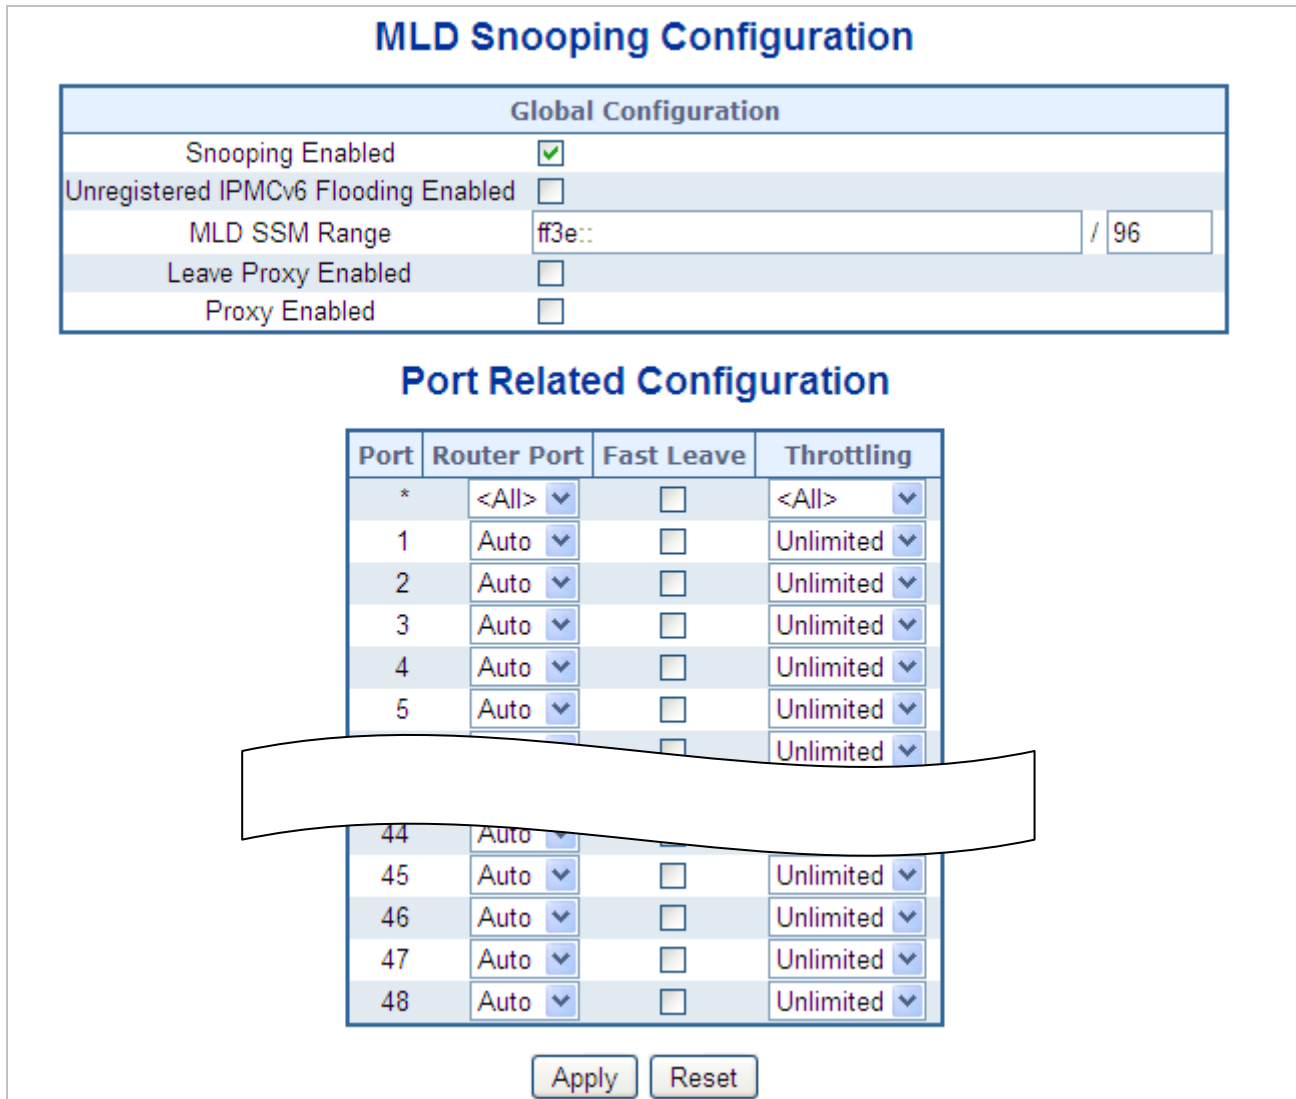 MLD Snooping Configuration
Global Configuration
Snooping Enabled
Unregistered IPMCv6 Flooding Enabled
MLD SSM Range ff3e:: / 96
Leave Proxy Enabled
Proxy Enabled
Port Related Configuration
Port Router Port Fast Leave Throttling
* <All> <All>
1 Auto Unlimited
2 Auto Unlimited
3 Auto Unlimited
4 Auto Unlimited
5 Auto Unlimited
Unlimited
44 Auto
45 Auto Unlimited
46 Auto Unlimited
47 Auto Unlimited
48 Auto Unlimited
Apply Reset